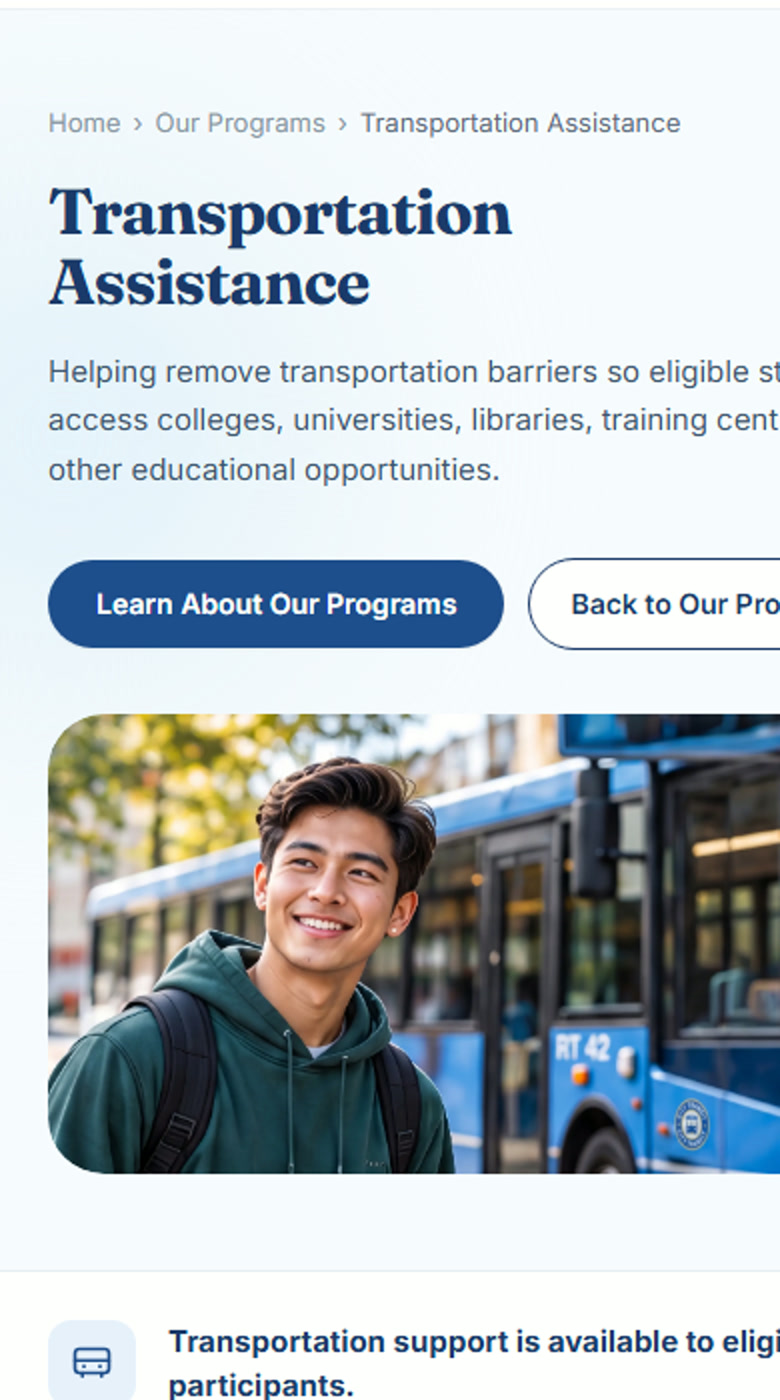 Home › Our Programs › Transportation Assistance
Transportation
Assistance
Helping remove transportation barriers so eligible st
access colleges, universities, libraries, training cent
other educational opportunities.
Learn About Our Programs
Back to Our Pro
RT 42
Transportation support is available to eligi
participants.